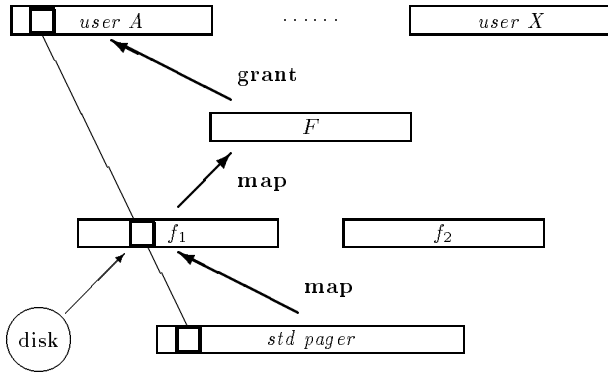 user A ...... user X
grant
F
map
f1 f2
map
disk
std pager